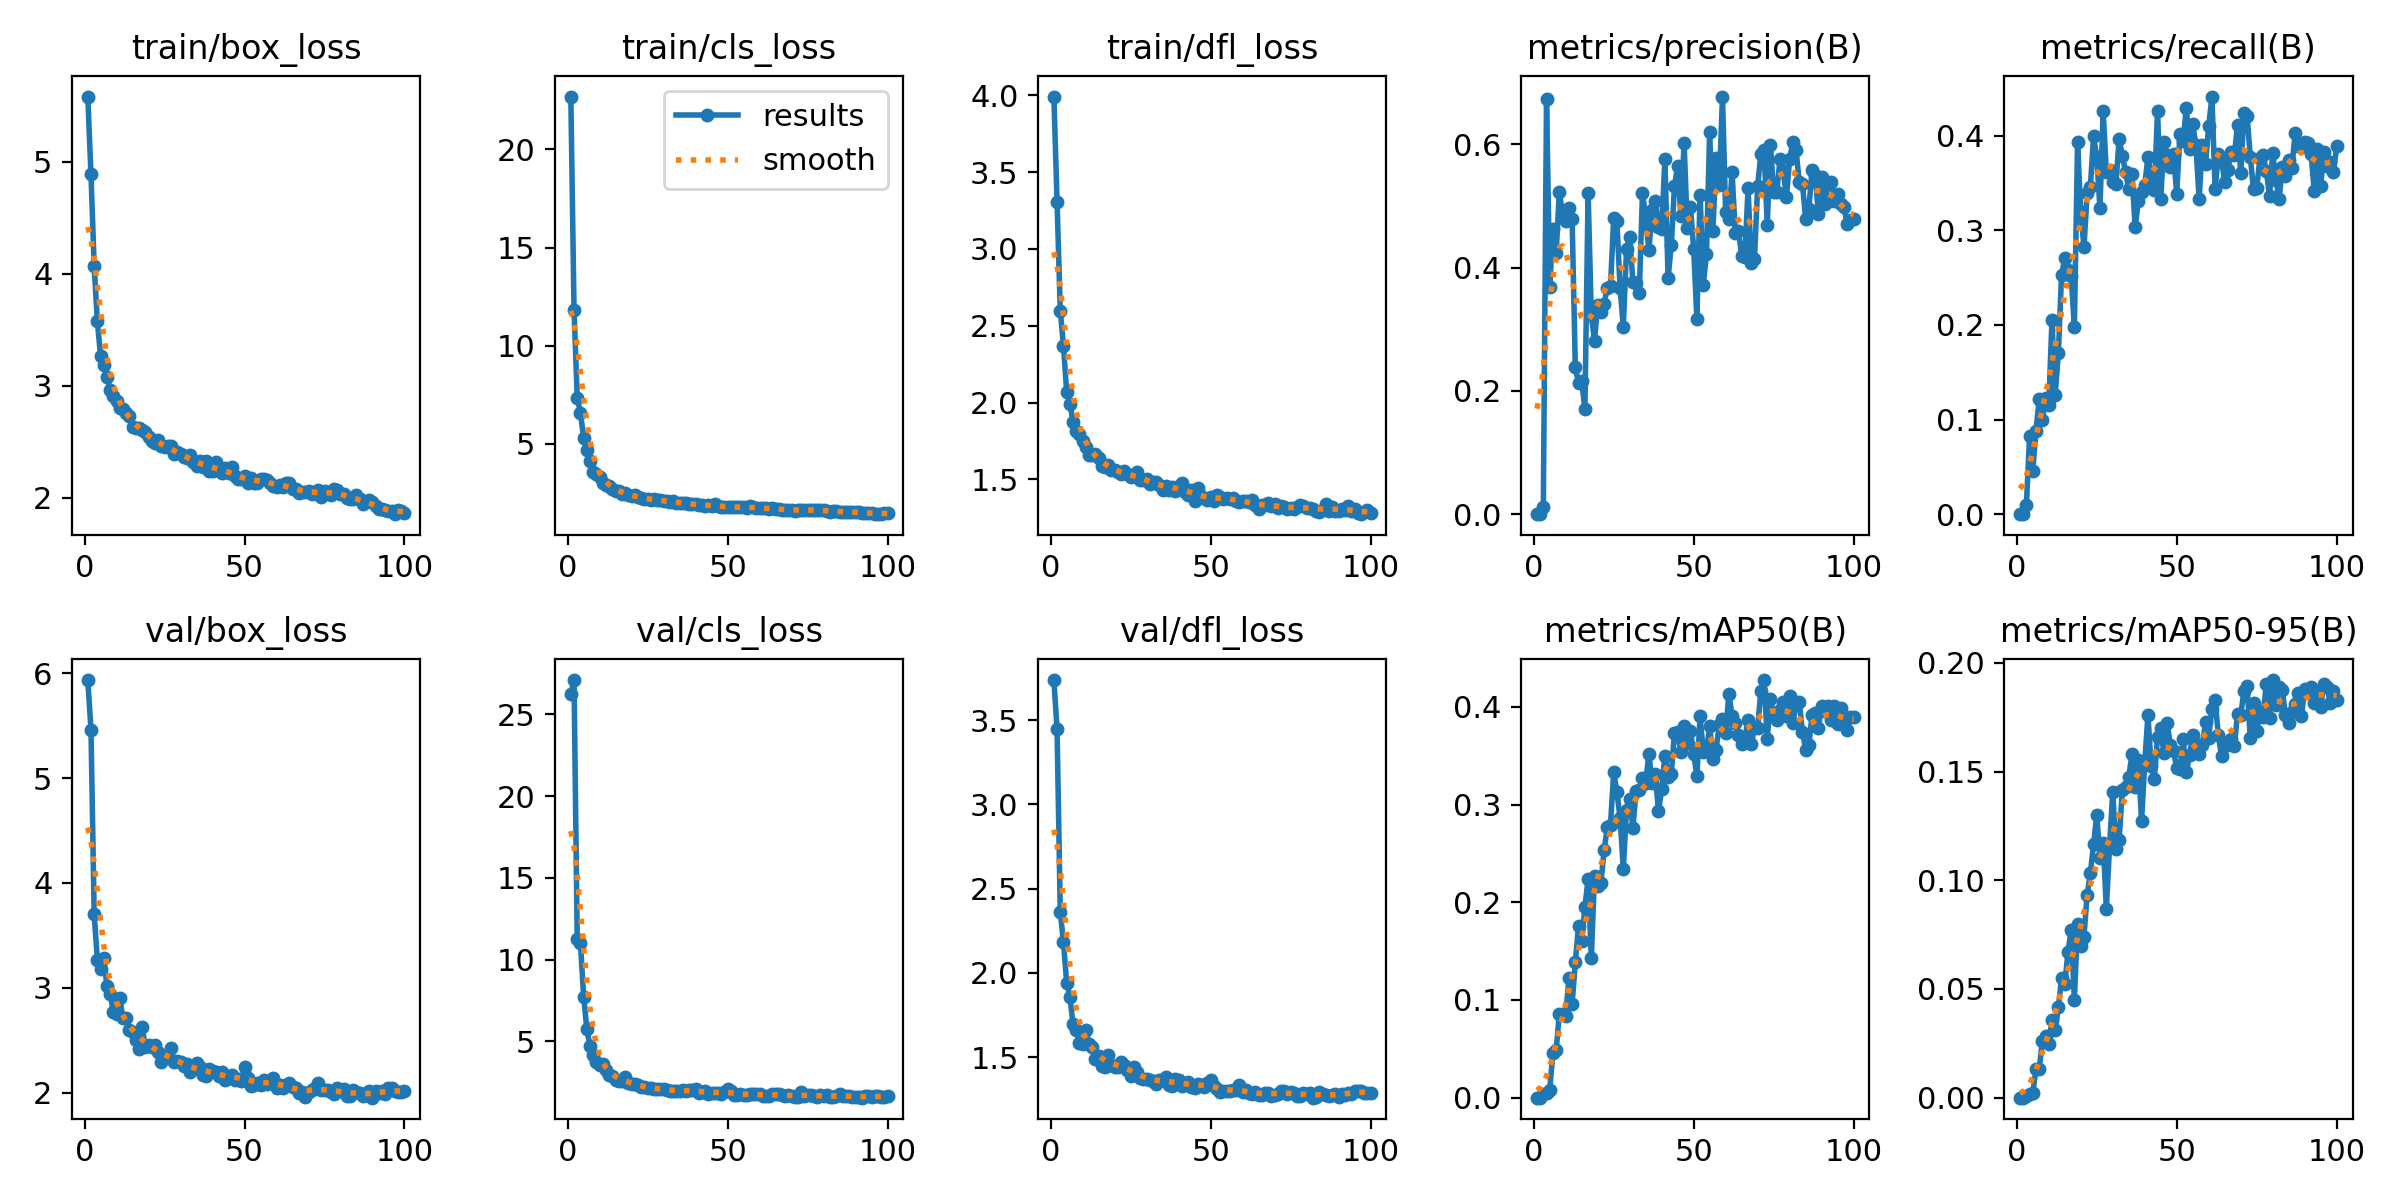 train/box_loss
5
4
3
2
0 50 100
train/cls_loss
results
smooth
20
15
10
5
0 50 100
train/dfl_loss
4.0
3.5
3.0
2.5
2.0
1.5
0 50 100
metrics/precision(B)
0.6
0.4
0.2
0.0
0 50 100
metrics/recall(B)
0.4
0.3
0.2
0.1
0.0
0 50 100
val/box_loss
6
5
4
3
2
0 50 100
val/cls_loss
25
20
15
10
5
0 50 100
val/dfl_loss
3.5
3.0
2.5
2.0
1.5
0 50 100
metrics/mAP50(B)
0.4
0.3
0.2
0.1
0.0
0 50 100
metrics/mAP50-95(B)
0.20
0.15
0.10
0.05
0.00
0 50 100